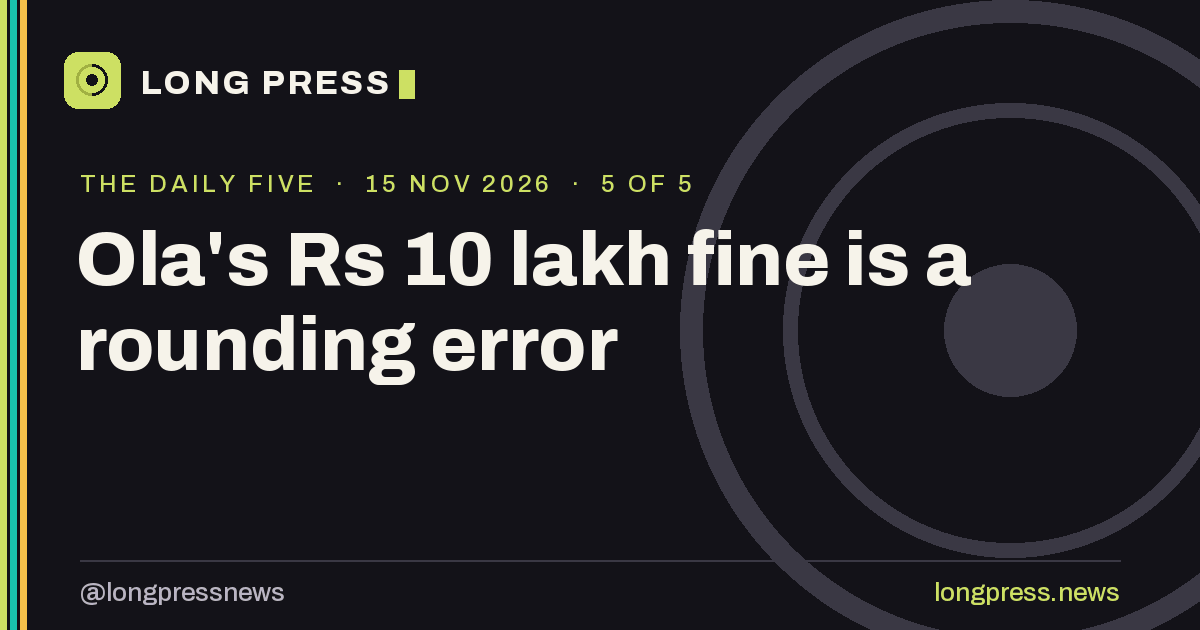 LONG PRESS
THE DAILY FIVE · 15 NOV 2026 · 5 OF 5
Ola's Rs 10 lakh fine is a
rounding error
@longpressnews
longpress.news